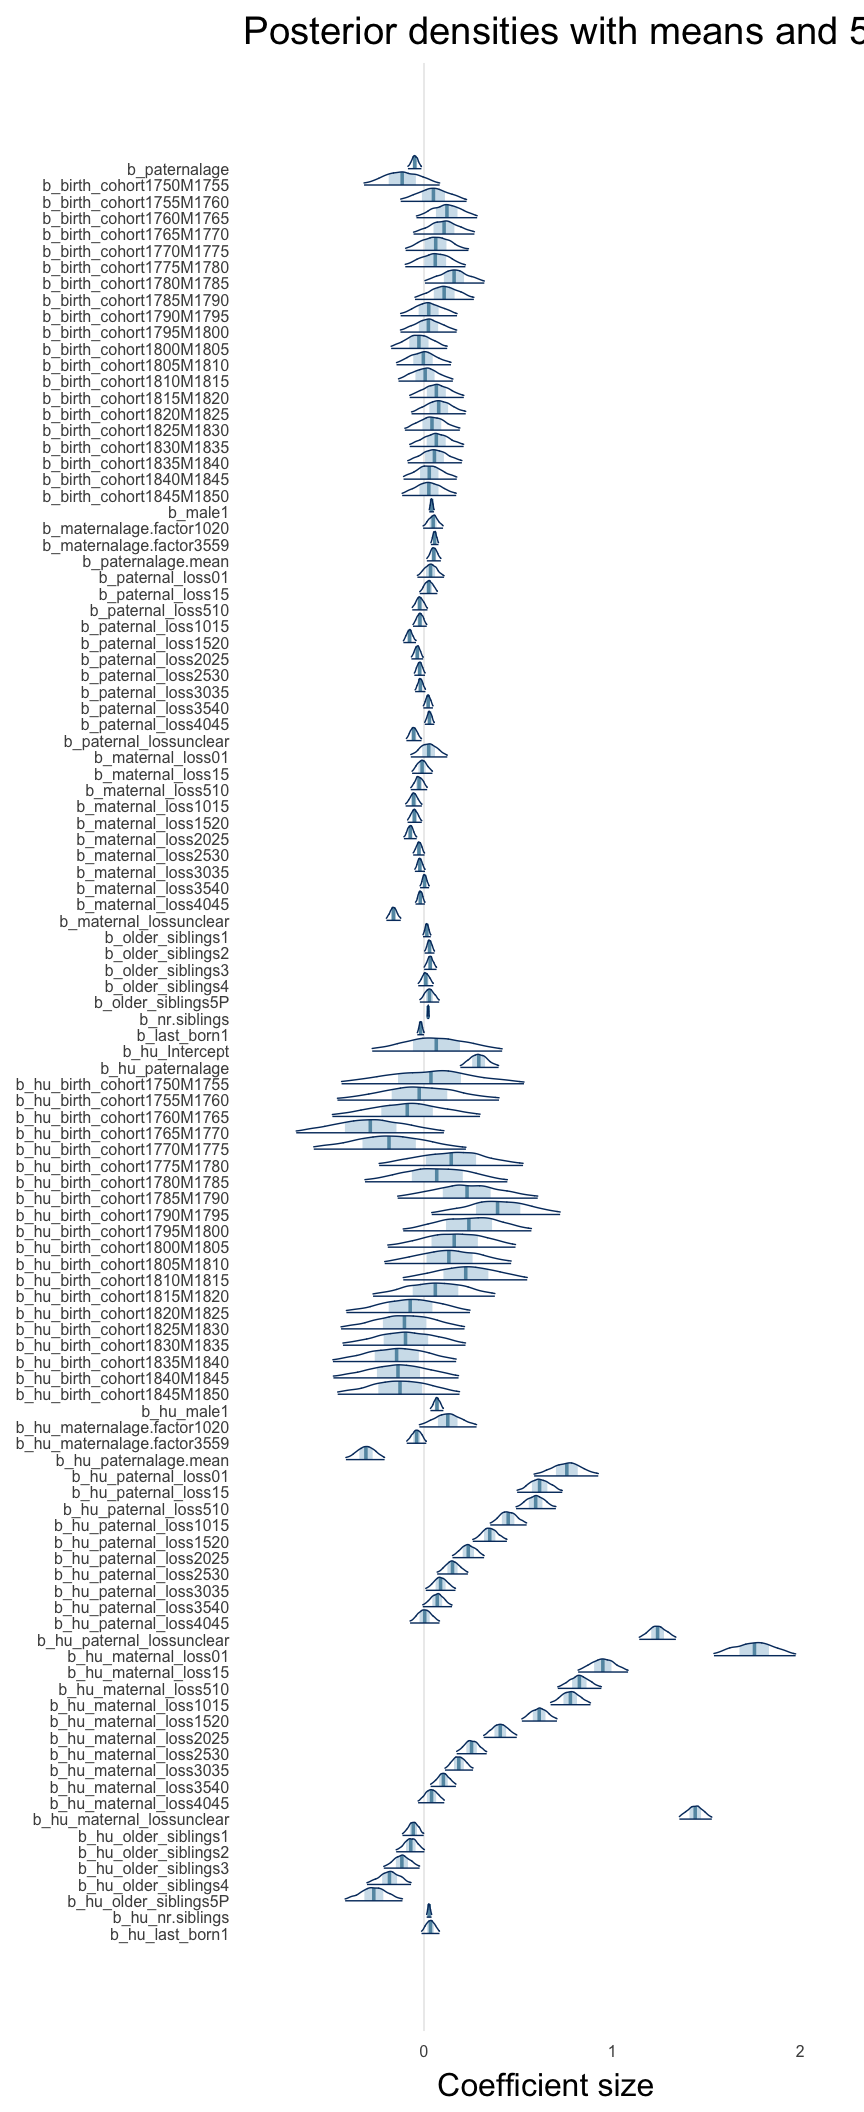 Posterior densities with means and 5
b_paternalage
b_birth_cohort1750M1755
b_birth_cohort1755M1760
b_birth_cohort1760M1765
b_birth_cohort1765M1770
b_birth_cohort1770M1775
b_birth_cohort1775M1780
b_birth_cohort1780M1785
b_birth_cohort1785M1790
b_birth_cohort1790M1795
b_birth_cohort1795M1800
b_birth_cohort1800M1805
b_birth_cohort1805M1810
b_birth_cohort1810M1815
b_birth_cohort1815M1820
b_birth_cohort1820M1825
b_birth_cohort1825M1830
b_birth_cohort1830M1835
b_birth_cohort1835M1840
b_birth_cohort1840M1845
b_birth_cohort1845M1850
b_male1
b_maternalage.factor1020
b_maternalage.factor3559
b_paternalage.mean
b_paternal_loss01
b_paternal_loss15
b_paternal_loss510
b_paternal_loss1015
b_paternal_loss1520
b_paternal_loss2025
b_paternal_loss2530
b_paternal_loss3035
b_paternal_loss3540
b_paternal_loss4045
b_paternal_lossunclear
b_maternal_loss01
b_maternal_loss15
b_maternal_loss510
b_maternal_loss1015
b_maternal_loss1520
b_maternal_loss2025
b_maternal_loss2530
b_maternal_loss3035
b_maternal_loss3540
b_maternal_loss4045
b_maternal_lossunclear
b_older_siblings1
b_older_siblings2
b_older_siblings3
b_older_siblings4
b_older_siblings5P
b_nr.siblings
b_last_born1
b_hu_Intercept
b_hu_paternalage
b_hu_birth_cohort1750M1755
b_hu_birth_cohort1755M1760
b_hu_birth_cohort1760M1765
b_hu_birth_cohort1765M1770
b_hu_birth_cohort1770M1775
b_hu_birth_cohort1775M1780
b_hu_birth_cohort1780M1785
b_hu_birth_cohort1785M1790
b_hu_birth_cohort1790M1795
b_hu_birth_cohort1795M1800
b_hu_birth_cohort1800M1805
b_hu_birth_cohort1805M1810
b_hu_birth_cohort1810M1815
b_hu_birth_cohort1815M1820
b_hu_birth_cohort1820M1825
b_hu_birth_cohort1825M1830
b_hu_birth_cohort1830M1835
b_hu_birth_cohort1835M1840
b_hu_birth_cohort1840M1845
b_hu_birth_cohort1845M1850
b_hu_male1
b_hu_maternalage.factor1020
b_hu_maternalage.factor3559
b_hu_paternalage.mean
b_hu_paternal_loss01
b_hu_paternal_loss15
b_hu_paternal_loss510
b_hu_paternal_loss1015
b_hu_paternal_loss1520
b_hu_paternal_loss2025
b_hu_paternal_loss2530
b_hu_paternal_loss3035
b_hu_paternal_loss3540
b_hu_paternal_loss4045
b_hu_paternal_lossunclear
b_hu_maternal_loss01
b_hu_maternal_loss15
b_hu_maternal_loss510
b_hu_maternal_loss1015
b_hu_maternal_loss1520
b_hu_maternal_loss2025
b_hu_maternal_loss2530
b_hu_maternal_loss3035
b_hu_maternal_loss3540
b_hu_maternal_loss4045
b_hu_maternal_lossunclear
b_hu_older_siblings1
b_hu_older_siblings2
b_hu_older_siblings3
b_hu_older_siblings4
b_hu_older_siblings5P
b_hu_nr.siblings
b_hu_last_born1
0 1 2
Coefficient size